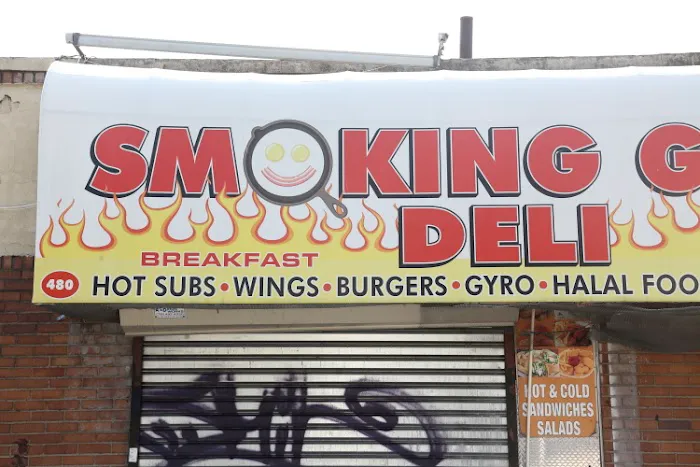 SMOKING G
DELI
BREAKFAST
480
HOT SUBS • WINGS • BURGERS • GYRO • HALAL FOO
HOT & COLD
SANDWICHES
SALADS